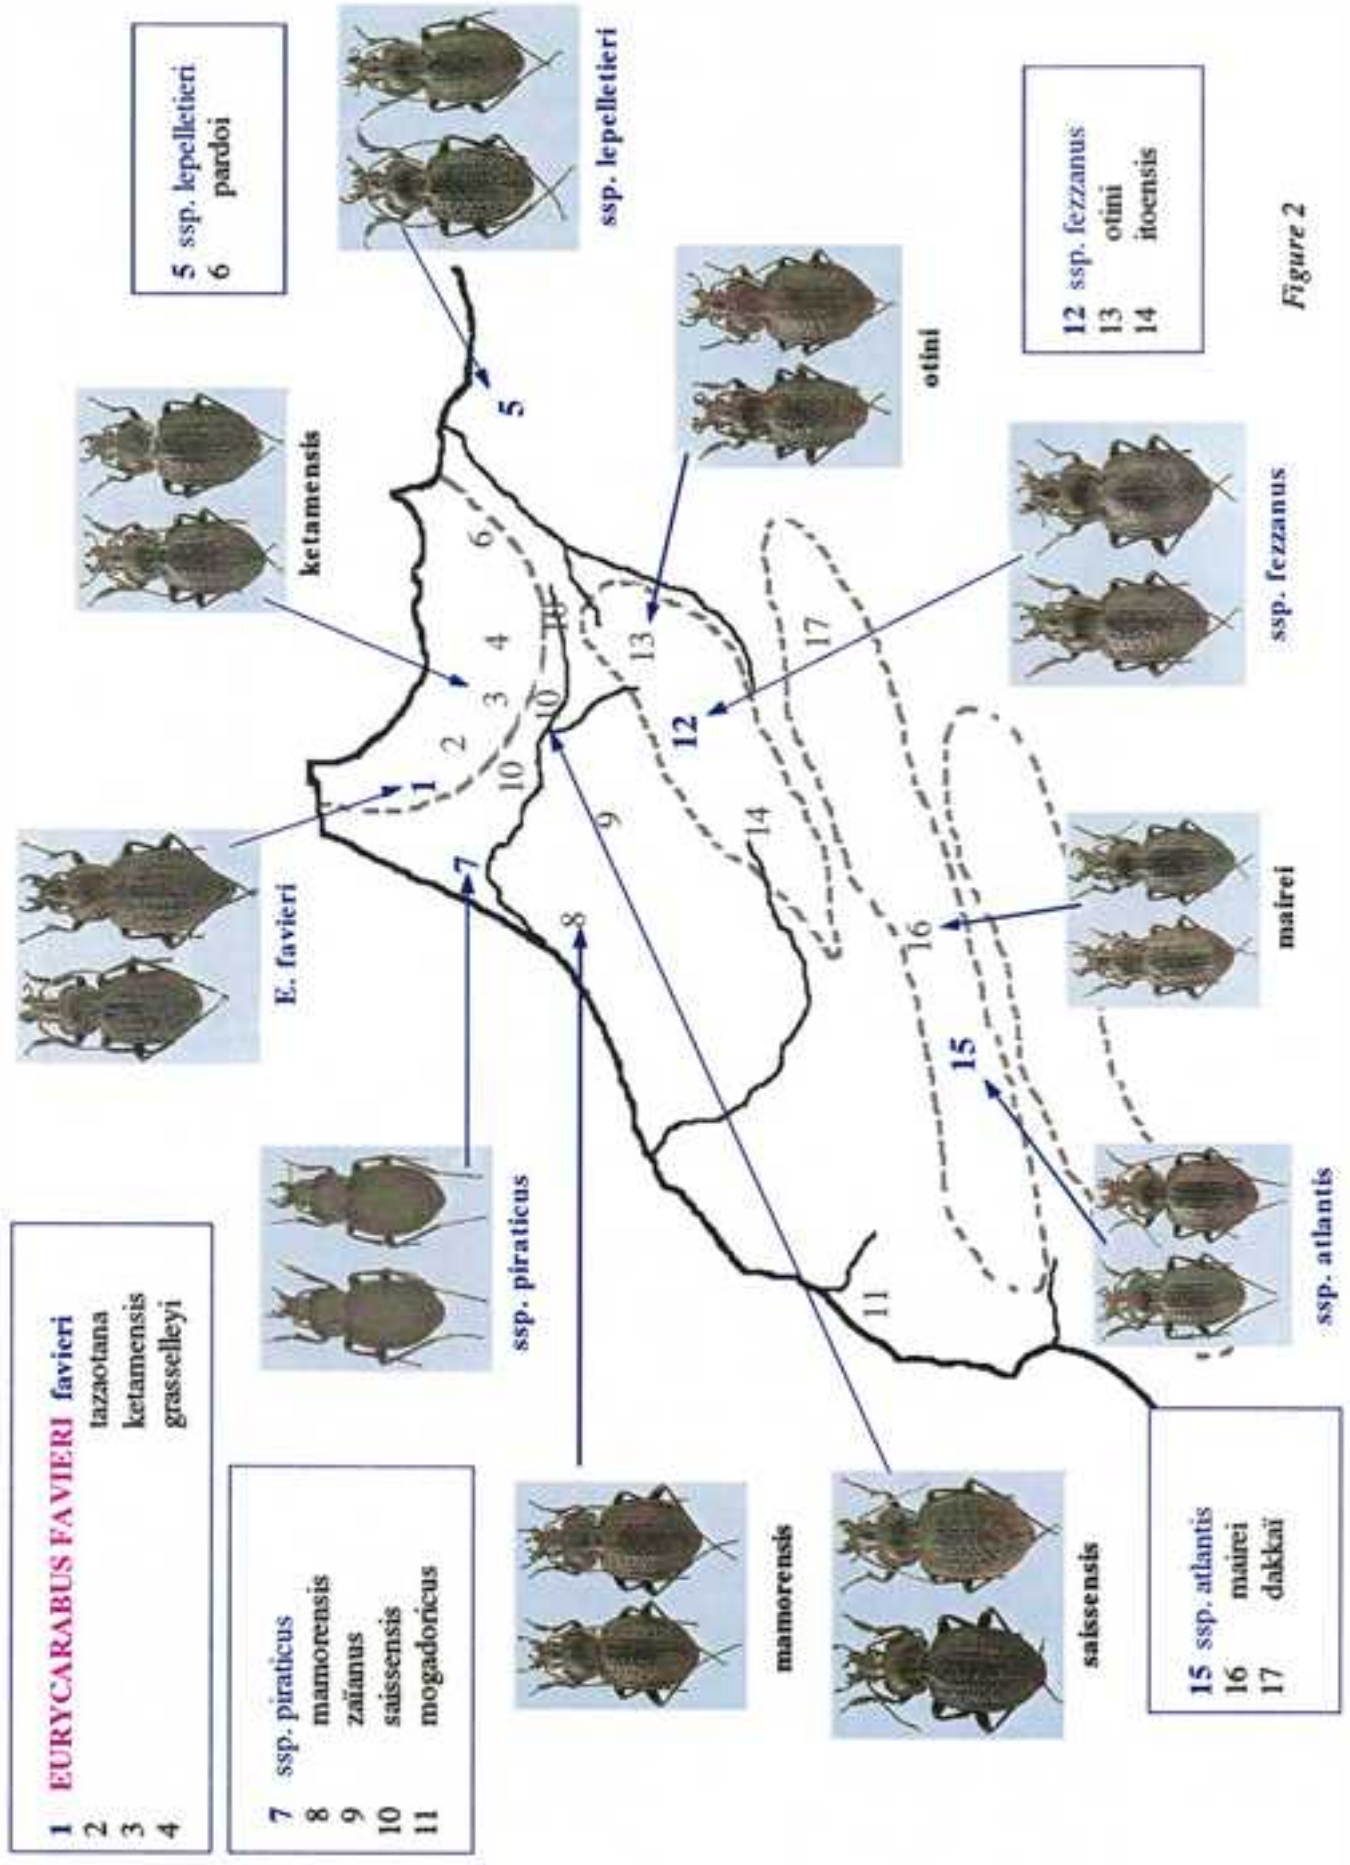 1 EURYCARABUS FAVIERI favieri
2 tazaotana
3 ketamensis
4 grasselleyi
7 ssp. piraticus
8 mamorensis
9 zaïanus
10 saissensis
11 mogadoricus
5 ssp. lepelletieri
6 pardoi
12 ssp. fezzanus
13 otini
14 itoensis
15 ssp. atlantis
16 mairei
17 dakkaï
E. favieri
ketamensis
ssp. lepelletieri
ssp. piraticus
otini
mamorensis
saissensis
ssp. fezzanus
mairei
ssp. atlantis
1
2
3
4
6
5
7
10
10
10
8
9
13
12
14
17
16
15
11
Figure 2